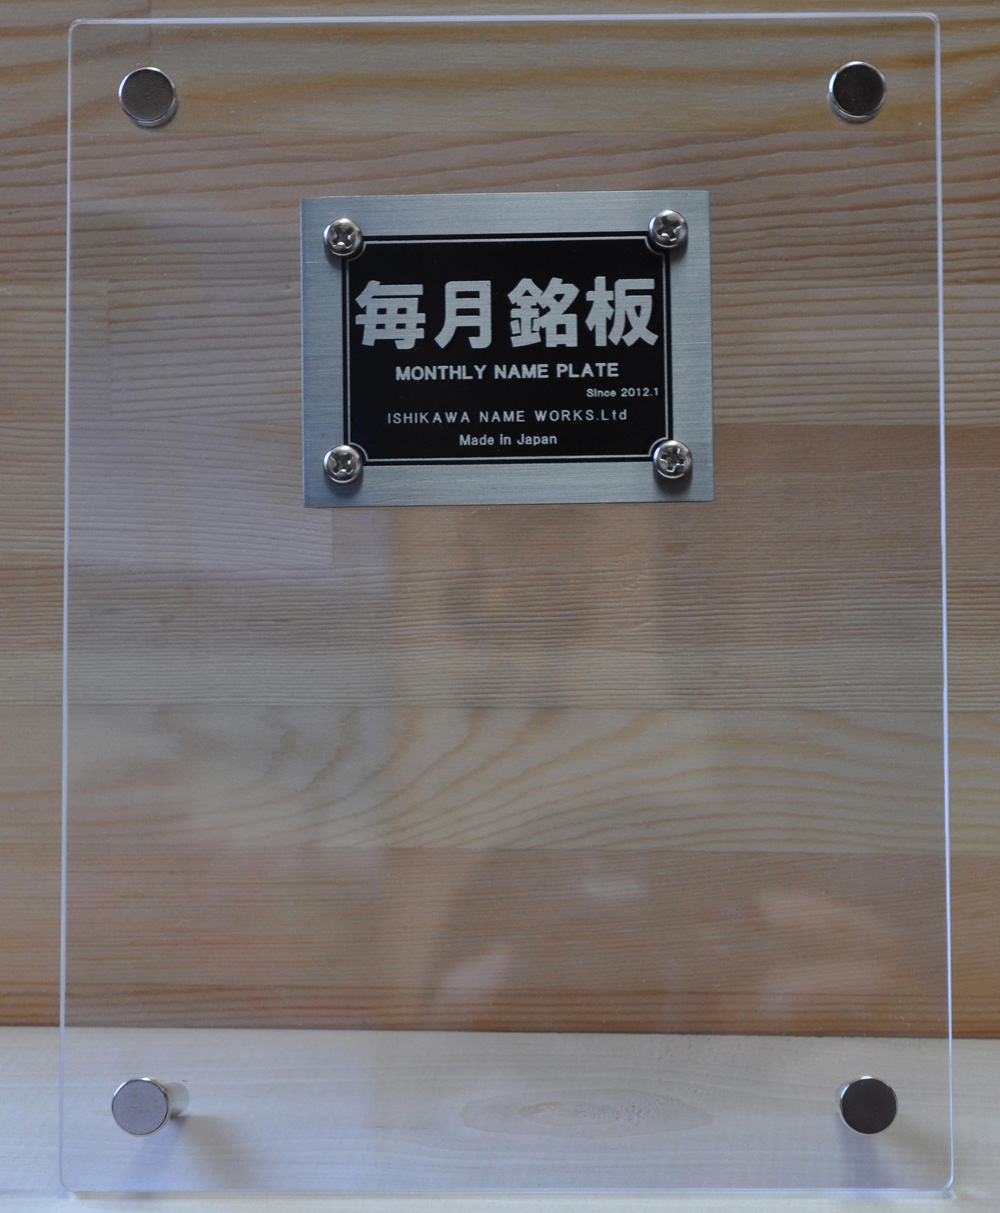 毎月銘板
MONTHLY NAME PLATE
Since 2012.1
ISHIKAWA NAME WORKS.Ltd
Made in Japan